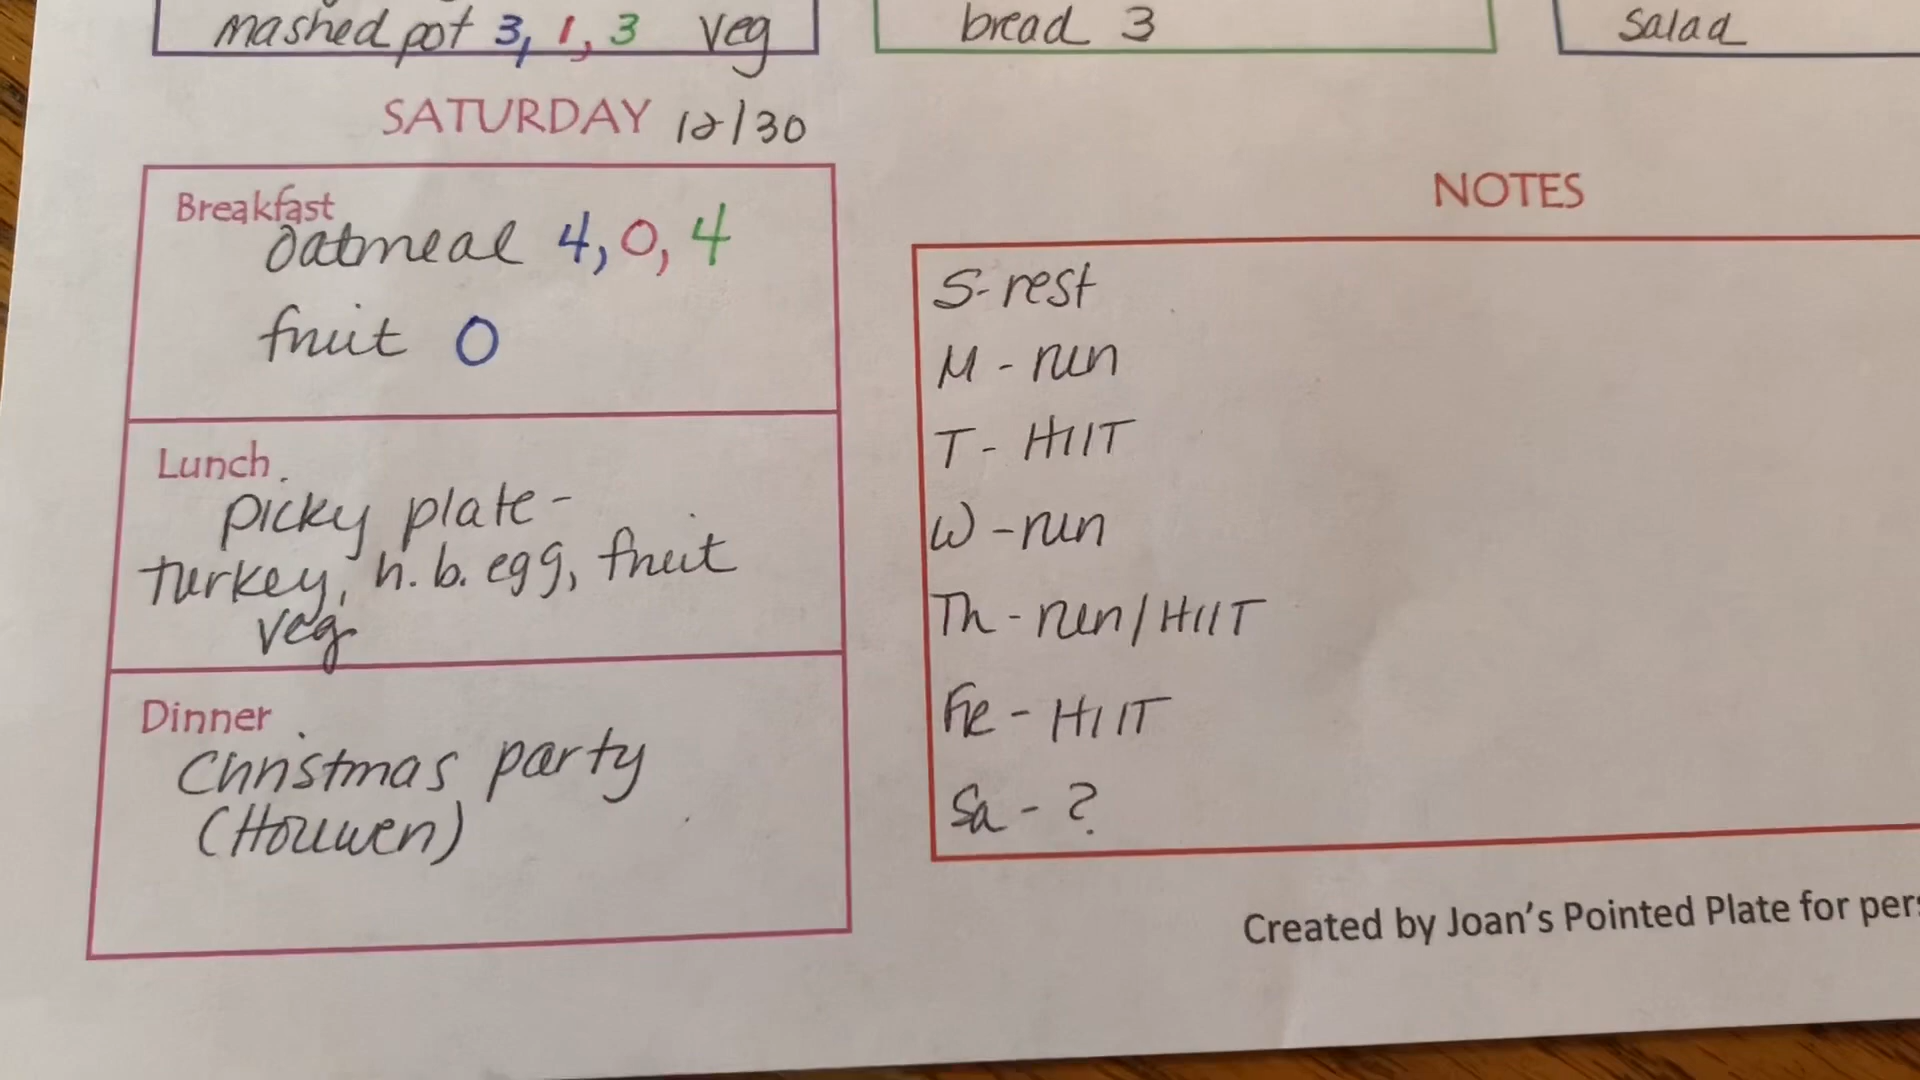 mashed pot 3, 1, 3 veg
bread 3
salad
SATURDAY 12/30
Breakfast
oatmeal 4, 0, 4
fruit 0
Lunch
picky plate -
turkey, h.b. egg, fruit
veg
Dinner
Christmas party
(Houwen)
NOTES
S- rest
M - run
T - HIIT
W - run
Th - run/HIIT
Fr - HIIT
Sa - ?
Created by Joan's Pointed Plate for pers